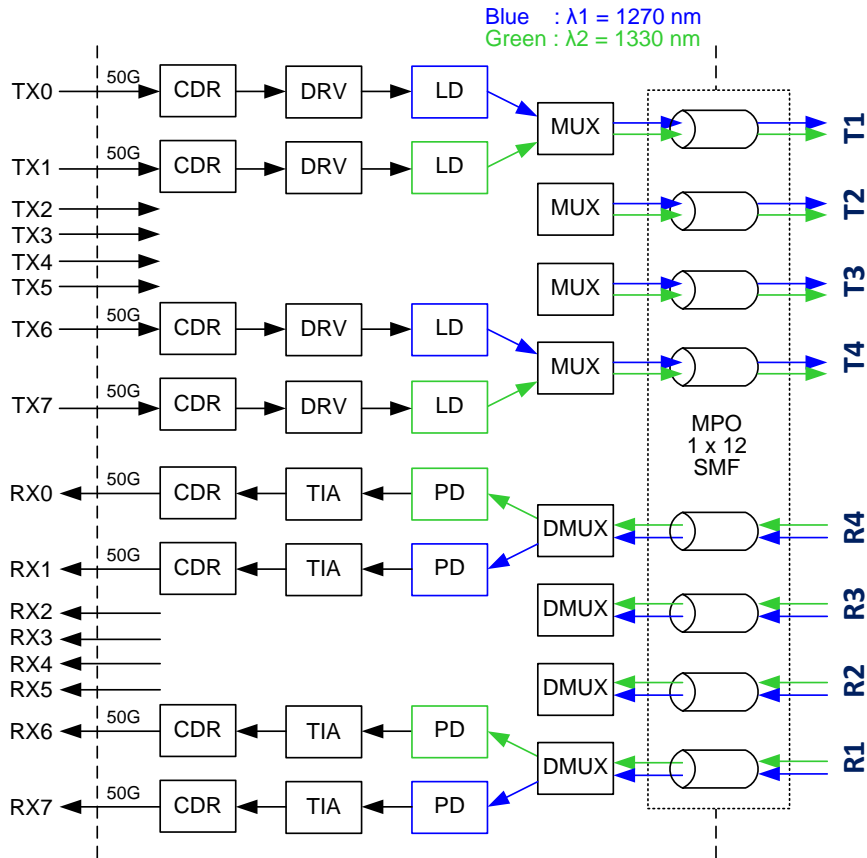 Blue : λ1 = 1270 nm
Green : λ2 = 1330 nm
TX0 50G CDR DRV LD MUX T1
TX1 50G CDR DRV LD
TX2 MUX T2
TX3
TX4 MUX T3
TX5
TX6 50G CDR DRV LD MUX T4
TX7 50G CDR DRV LD
MPO
1 x 12
SMF
RX0 50G CDR TIA PD DMUX R4
RX1 50G CDR TIA PD
RX2 DMUX R3
RX3
RX4 DMUX R2
RX5
RX6 50G CDR TIA PD DMUX R1
RX7 50G CDR TIA PD